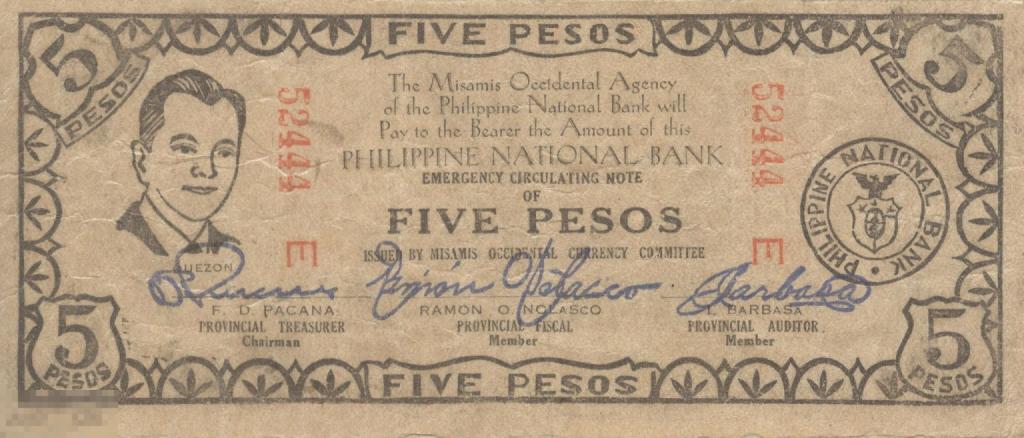 FIVE PESOS
5 PESOS
5 PESOS
The Misamis Occidental Agency
of the Philippine National Bank will
Pay to the Bearer the Amount of this
PHILIPPINE NATIONAL BANK
EMERGENCY CIRCULATING NOTE
OF
FIVE PESOS
ISSUED BY MISAMIS OCCIDENTAL CURRENCY COMMITTEE
52444 E
52444 E
PHILIPPINE NATIONAL BANK
QUEZON
F. D. PACANA
PROVINCIAL TREASURER
Chairman
RAMON O. NOLASCO
PROVINCIAL FISCAL
Member
I. BARBASA
PROVINCIAL AUDITOR
Member
5 PESOS
FIVE PESOS
5 PESOS